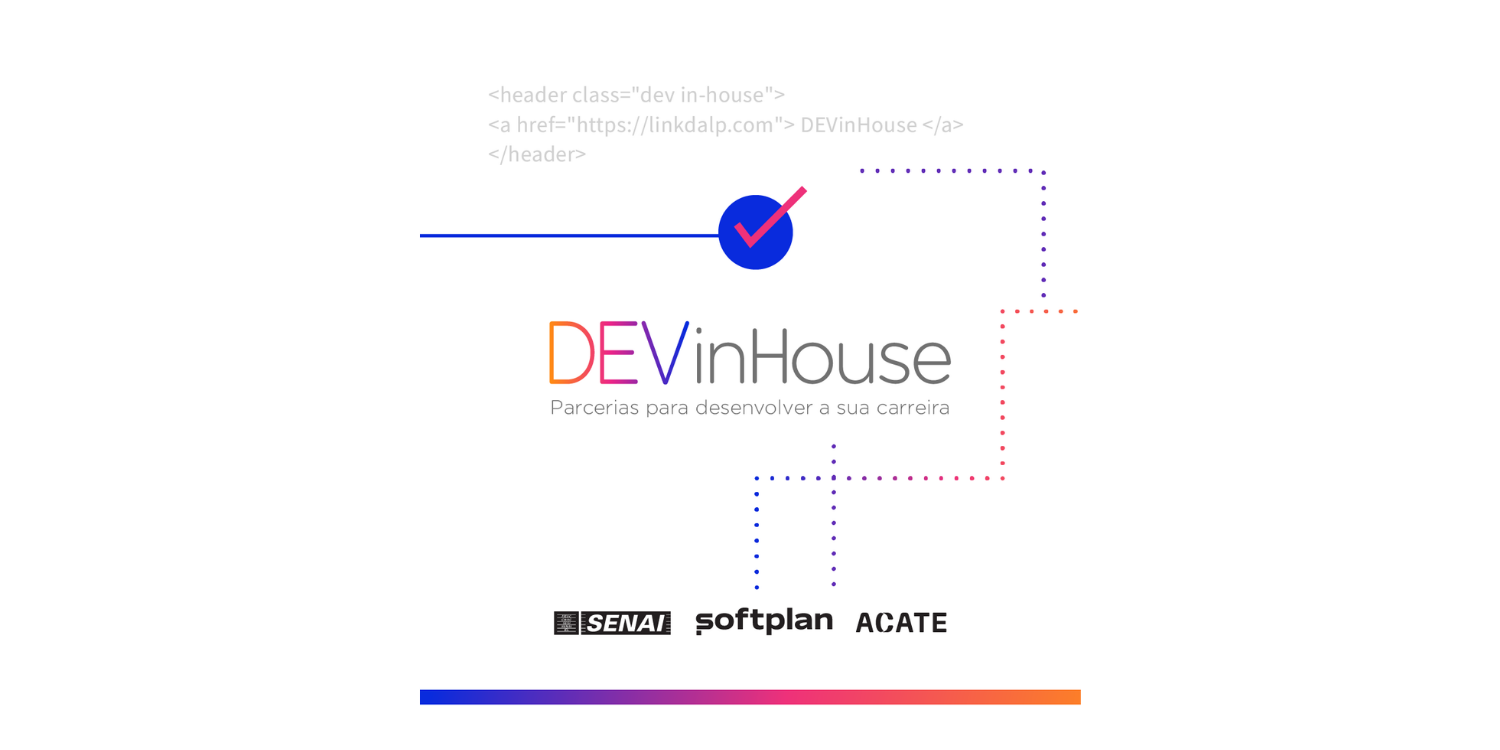 <header class="dev in-house">
<a href="https://linkdalp.com"> DEVinHouse </a>
</header>
DEVinHouse
Parcerias para desenvolver a sua carreira
SENAI softplan ACATE